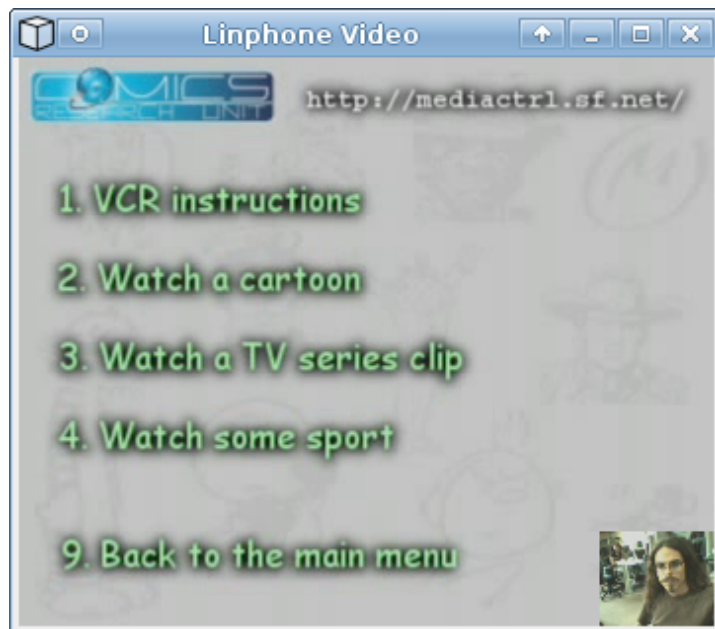 Linphone Video
COMICS
RESEARCH UNIT
http://mediactrl.sf.net/
1. VCR instructions
2. Watch a cartoon
3. Watch a TV series clip
4. Watch some sport
9. Back to the main menu